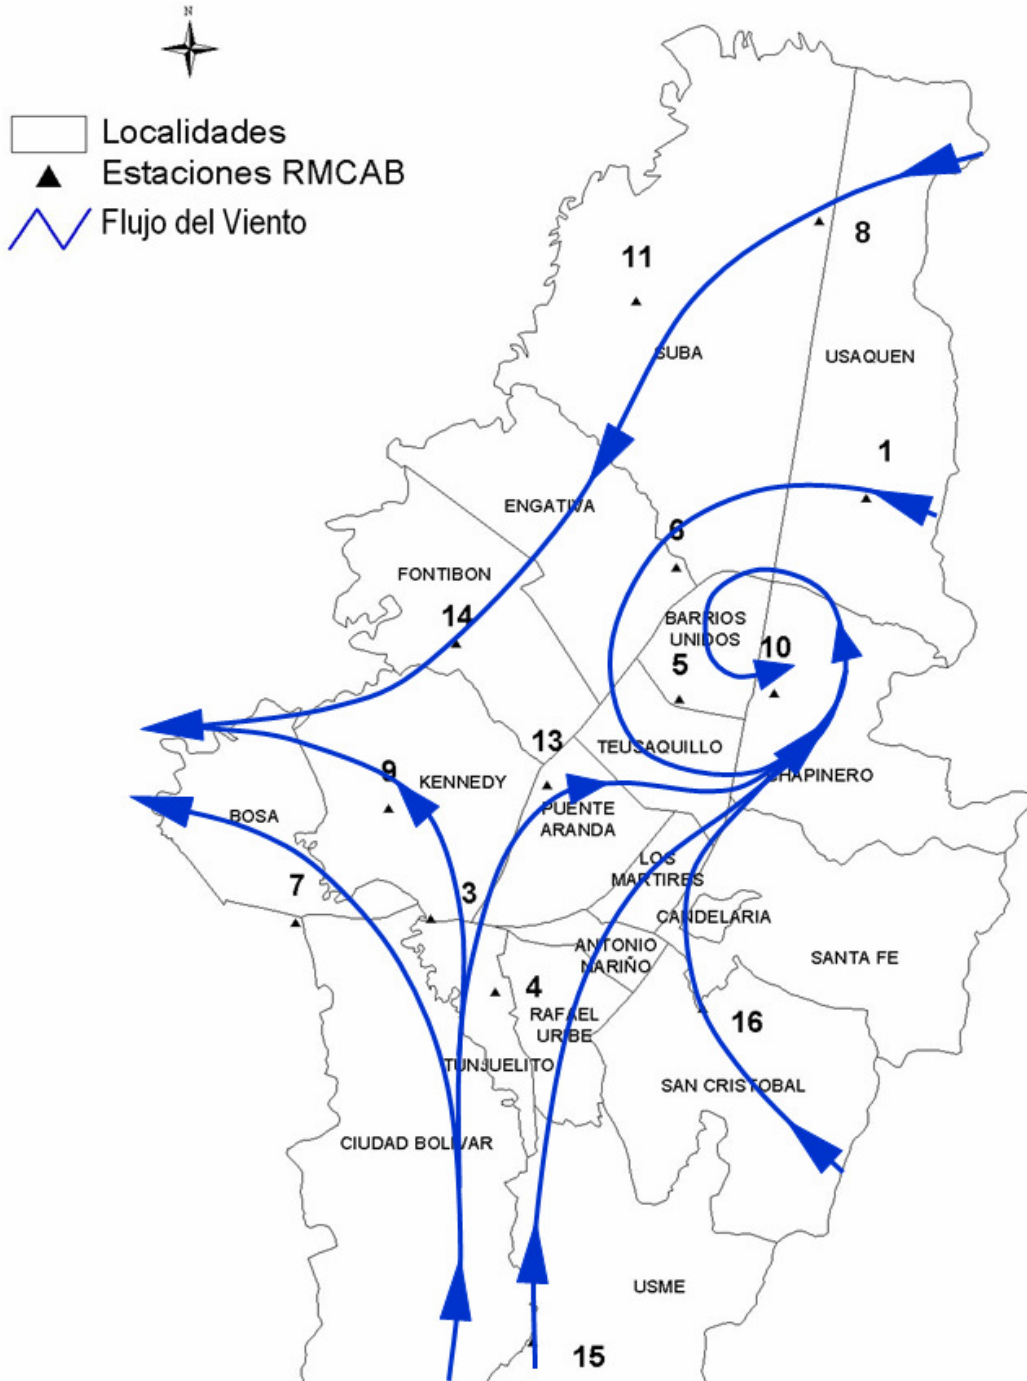 N
Localidades
Estaciones RMCAB
Flujo del Viento
8
11
SUBA
USAQUEN
1
ENGATIVA
6
FONTIBON
14
BARRIOS
UNIDOS
10
5
13
TEUSAQUILLO
9
KENNEDY
CHAPINERO
BOSA
PUENTE
ARANDA
LOS
MARTIRES
7
3
CANDELARIA
ANTONIO
NARIÑO
SANTA FE
4
RAFAEL
URIBE
16
TUNJUELITO
SAN CRISTOBAL
CIUDAD BOLIVAR
USME
15